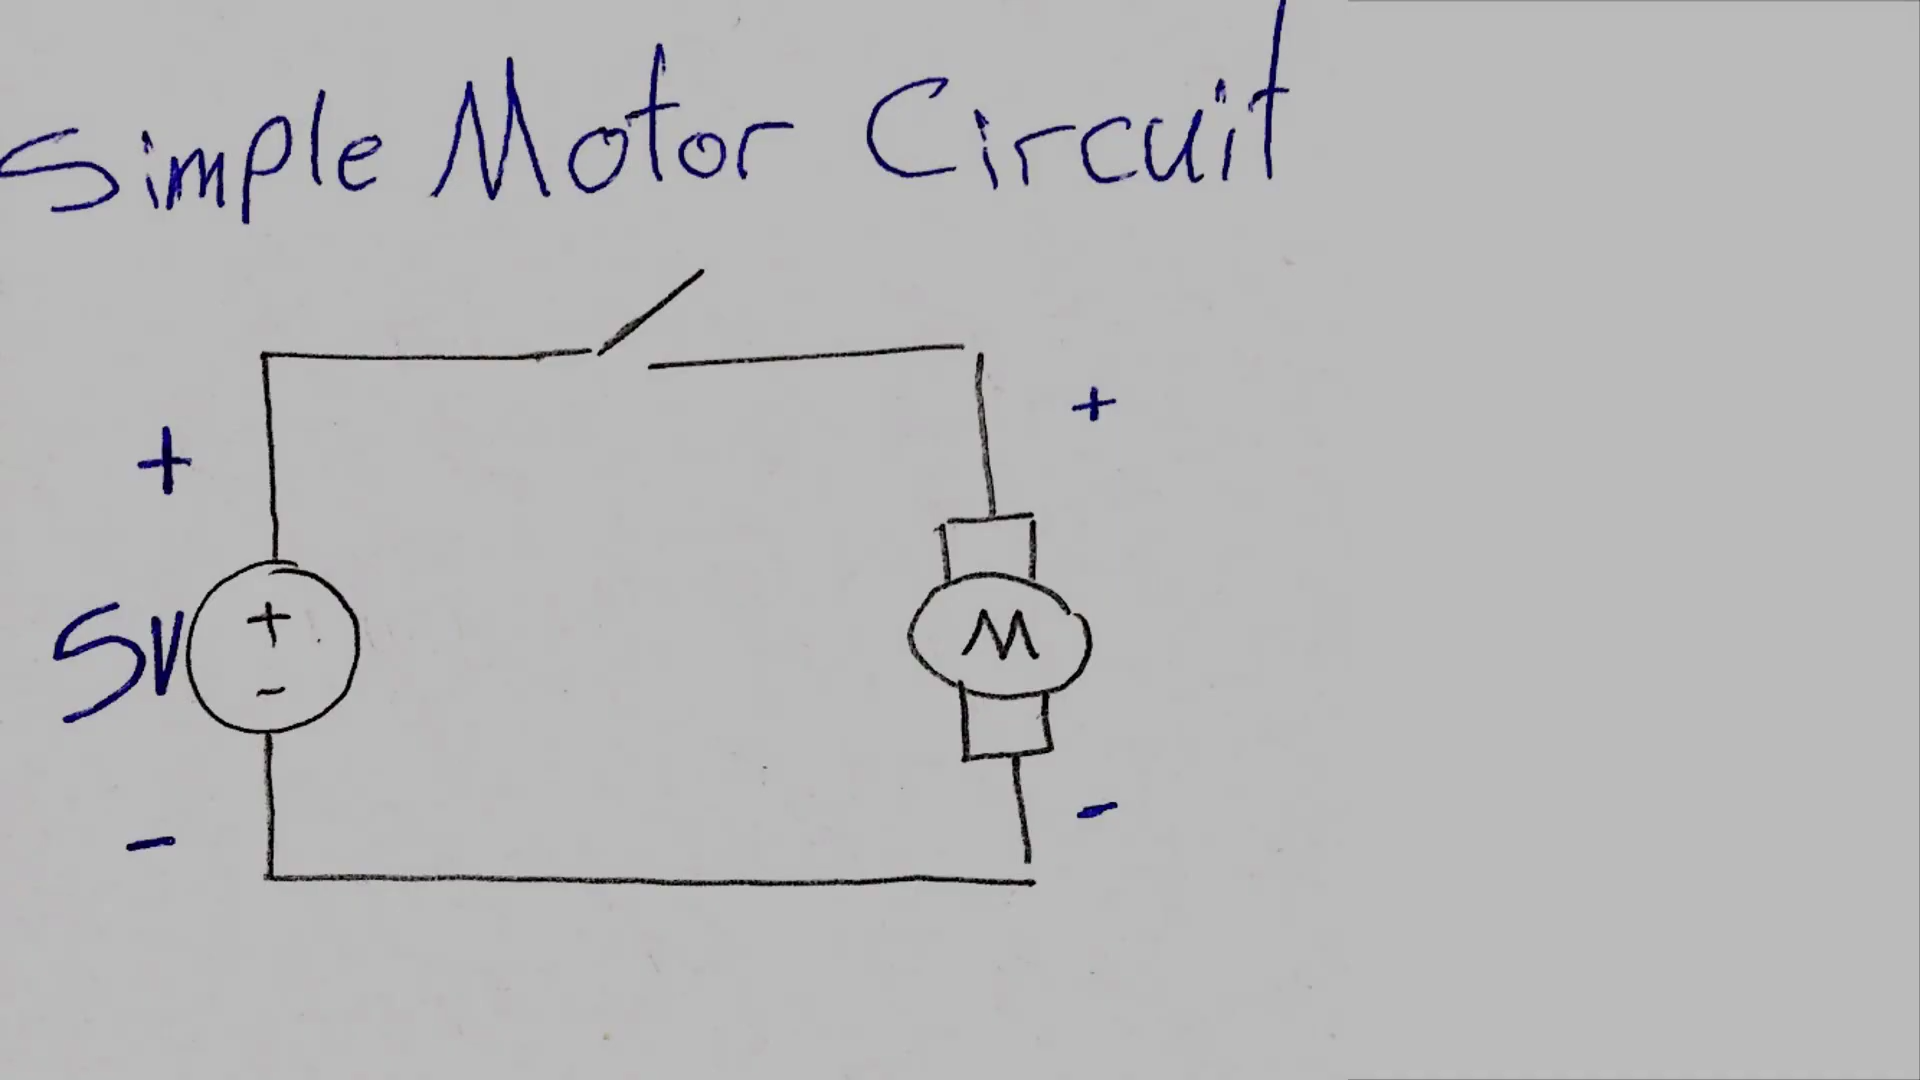 Simple Motor Circuit
+
+
5V
+
-
M
-
-